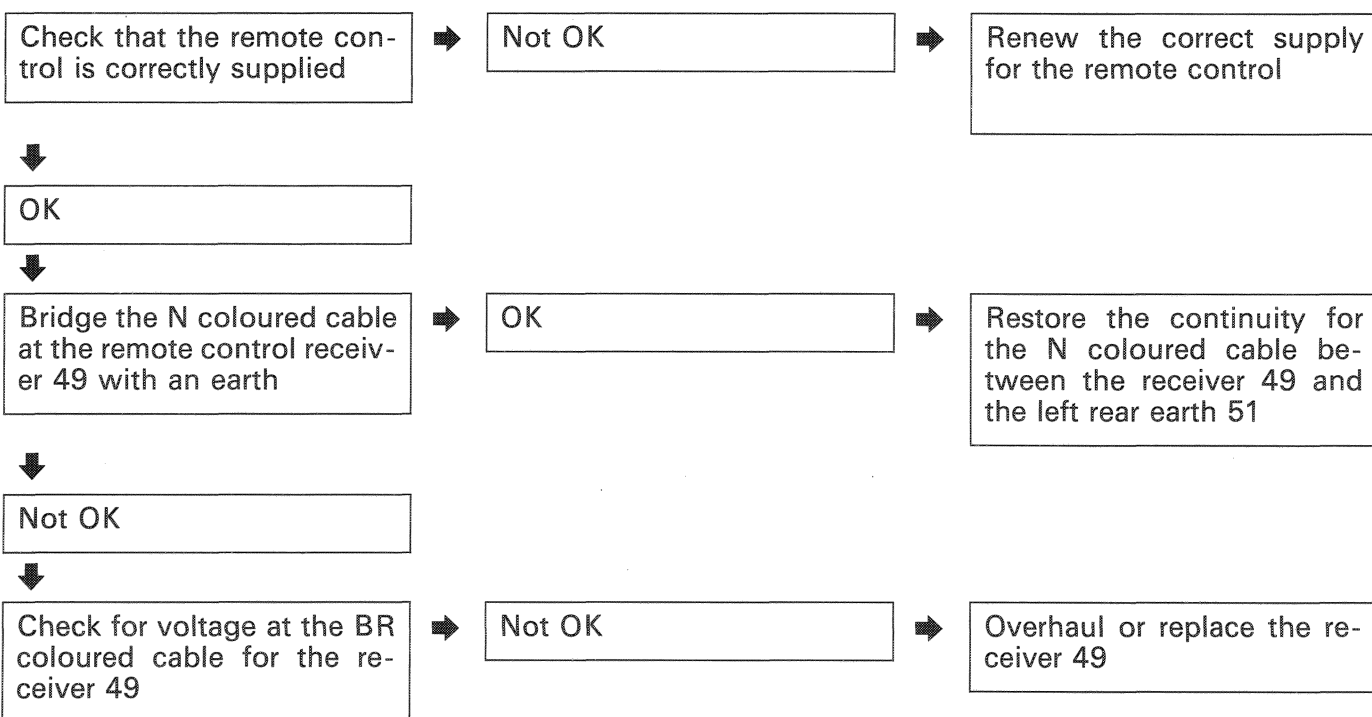 Check that the remote con-
trol is correctly supplied
Not OK
Renew the correct supply
for the remote control
OK
Bridge the N coloured cable
at the remote control receiv-
er 49 with an earth
OK
Restore the continuity for
the N coloured cable be-
tween the receiver 49 and
the left rear earth 51
Not OK
Check for voltage at the BR
coloured cable for the re-
ceiver 49
Not OK
Overhaul or replace the re-
ceiver 49